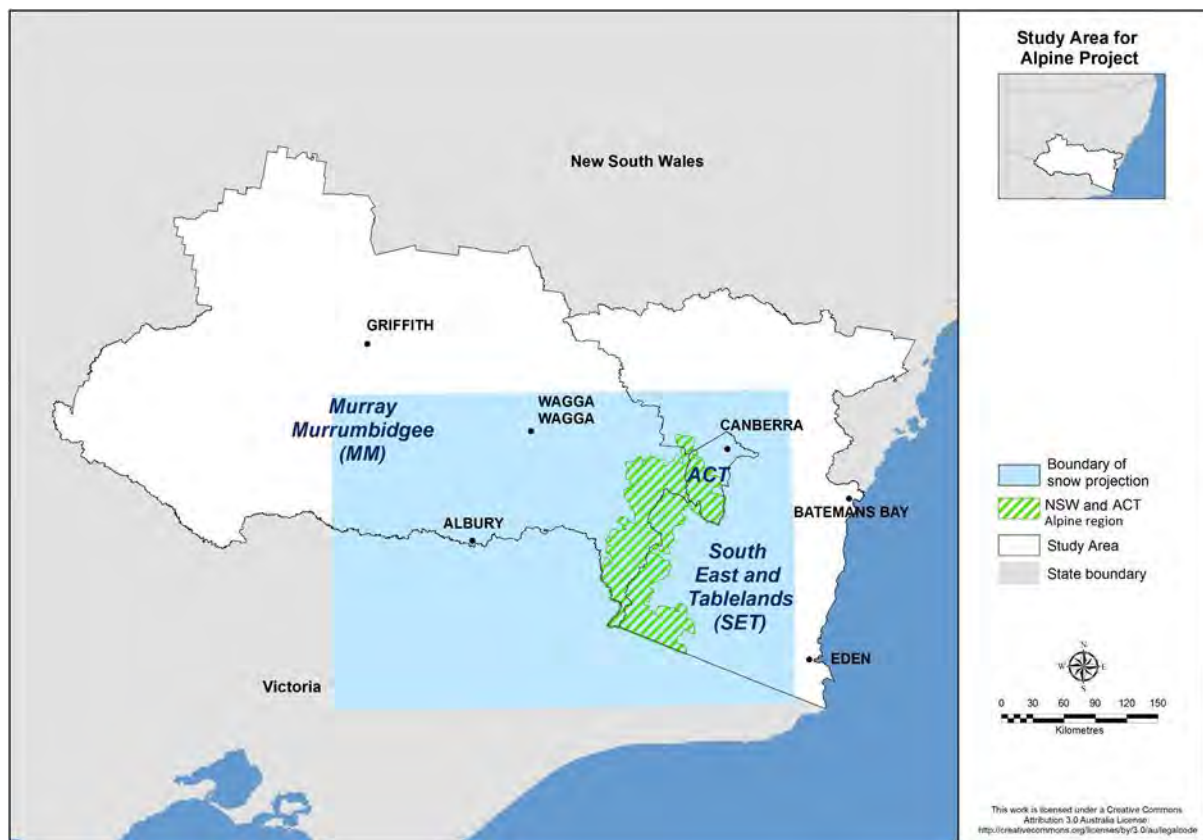 Study Area for
Alpine Project
New South Wales
GRIFFITH
Murray
Murrumbidgee
(MM)
WAGGA
WAGGA
CANBERRA
ACT
BATEMANS BAY
ALBURY
South
East and
Tablelands
(SET)
EDEN
Victoria
Boundary of
snow projection
NSW and ACT
Alpine region
Study Area
State boundary
N
W
E
S
0 30 60 90 120 150
Kilometres
This work is licensed under a Creative Commons
Attribution 3.0 Australia License:
http://creativecommons.org/licenses/by/3.0/au/legalcode